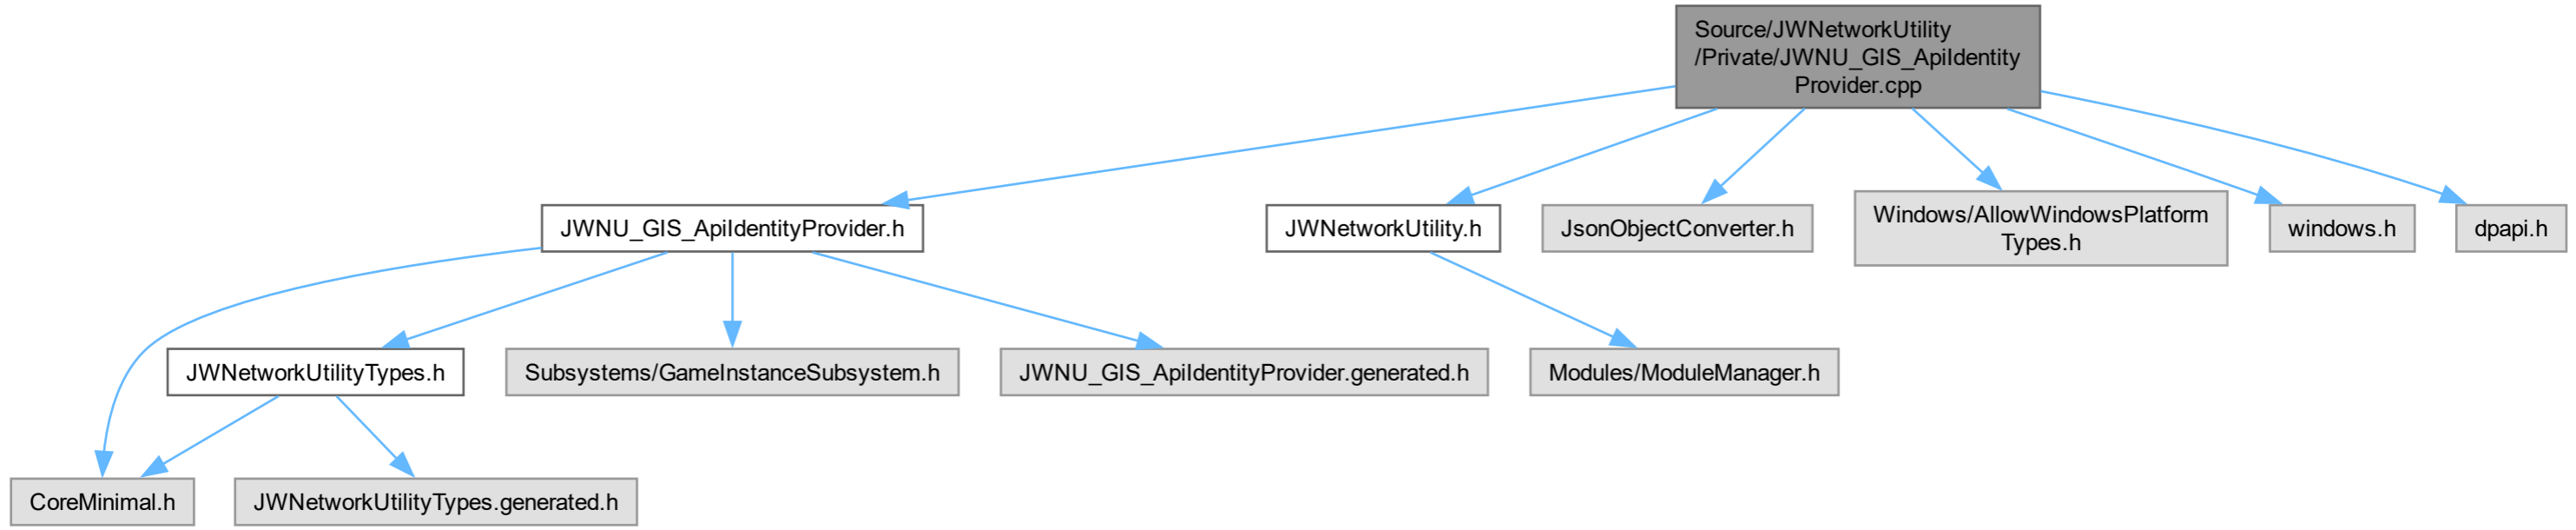 Source/JWNetworkUtility
/Private/JWNU_GIS_ApiIdentity
Provider.cpp
JWNU_GIS_ApiIdentityProvider.h
JWNetworkUtility.h
JsonObjectConverter.h
Windows/AllowWindowsPlatform
Types.h
windows.h
dpapi.h
JWNetworkUtilityTypes.h
Subsystems/GameInstanceSubsystem.h
JWNU_GIS_ApiIdentityProvider.generated.h
Modules/ModuleManager.h
CoreMinimal.h
JWNetworkUtilityTypes.generated.h